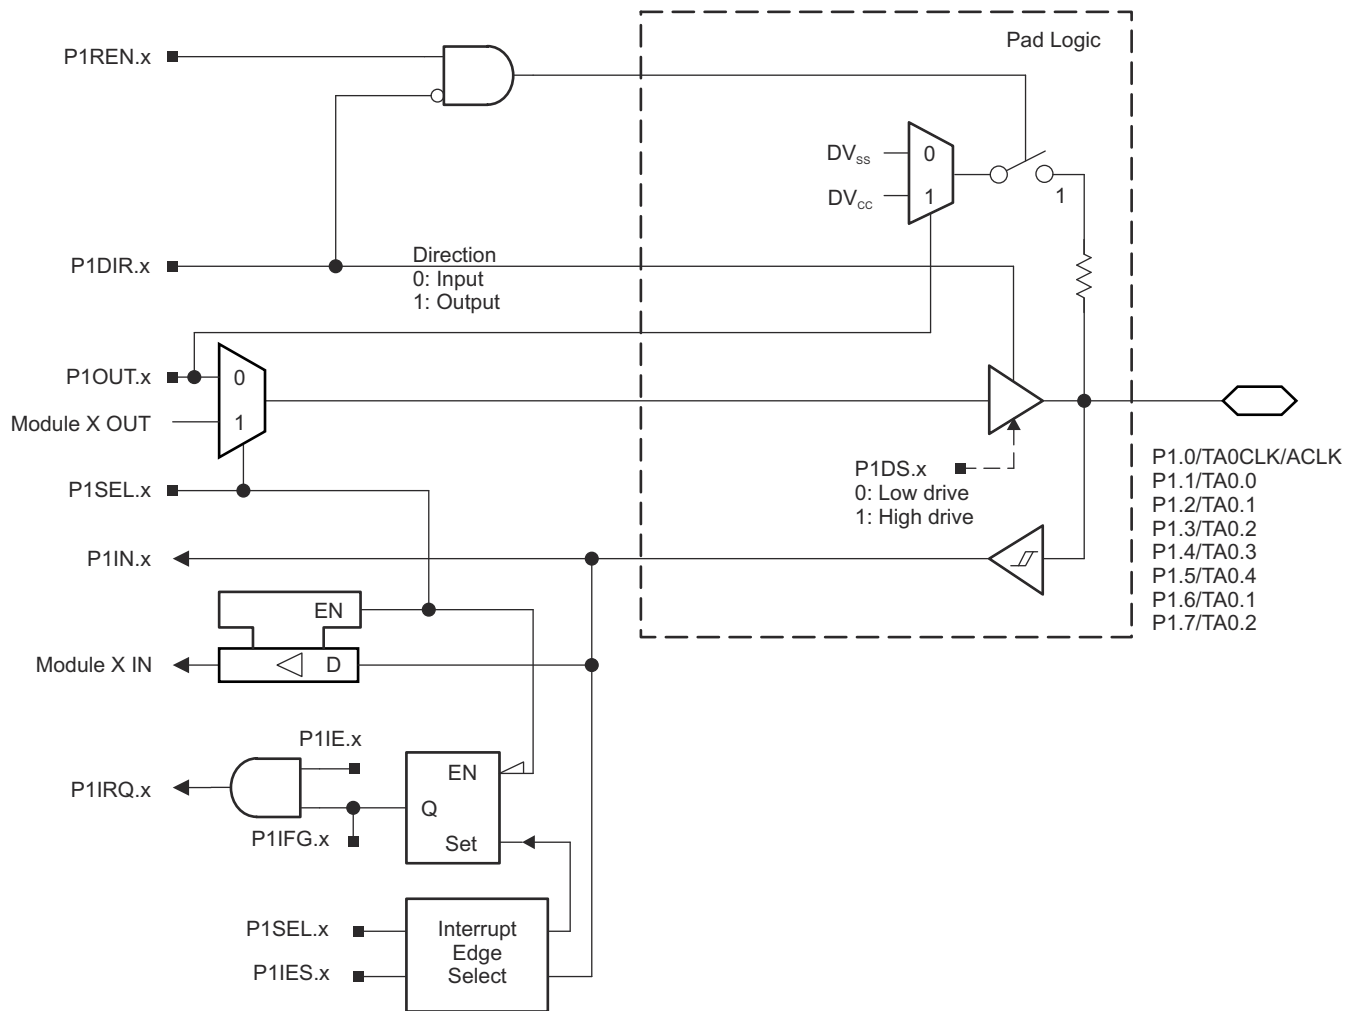 Pad Logic
P1REN.x
DVSS
0
DVCC
1
1
P1DIR.x
Direction
0: Input
1: Output
P1OUT.x
0
Module X OUT
1
P1SEL.x
P1DS.x
0: Low drive
1: High drive
P1.0/TA0CLK/ACLK
P1.1/TA0.0
P1.2/TA0.1
P1.3/TA0.2
P1.4/TA0.3
P1.5/TA0.4
P1.6/TA0.1
P1.7/TA0.2
P1IN.x
EN
Module X IN
D
P1IE.x
EN
P1IRQ.x
Q
P1IFG.x
Set
P1SEL.x
P1IES.x
Interrupt
Edge
Select